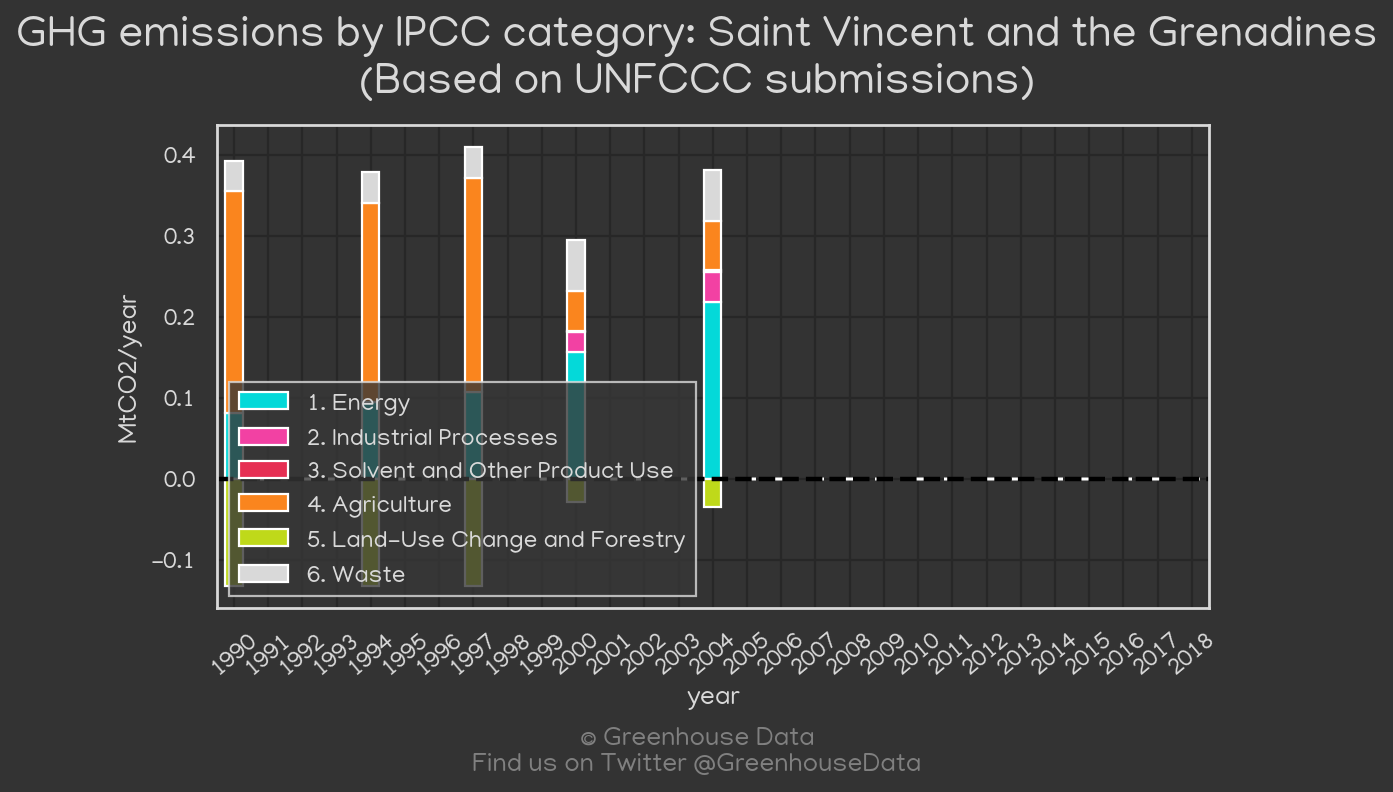 GHG emissions by IPCC category: Saint Vincent and the Grenadines
(Based on UNFCCC submissions)
MtCO2/year
0.4
0.3
0.2
0.1
0.0
−0.1
1. Energy
2. Industrial Processes
3. Solvent and Other Product Use
4. Agriculture
5. Land-Use Change and Forestry
6. Waste
1990 1991 1992 1993 1994 1995 1996 1997 1998 1999 2000 2001 2002 2003 2004 2005 2006 2007 2008 2009 2010 2011 2012 2013 2014 2015 2016 2017 2018
year
© Greenhouse Data
Find us on Twitter @GreenhouseData